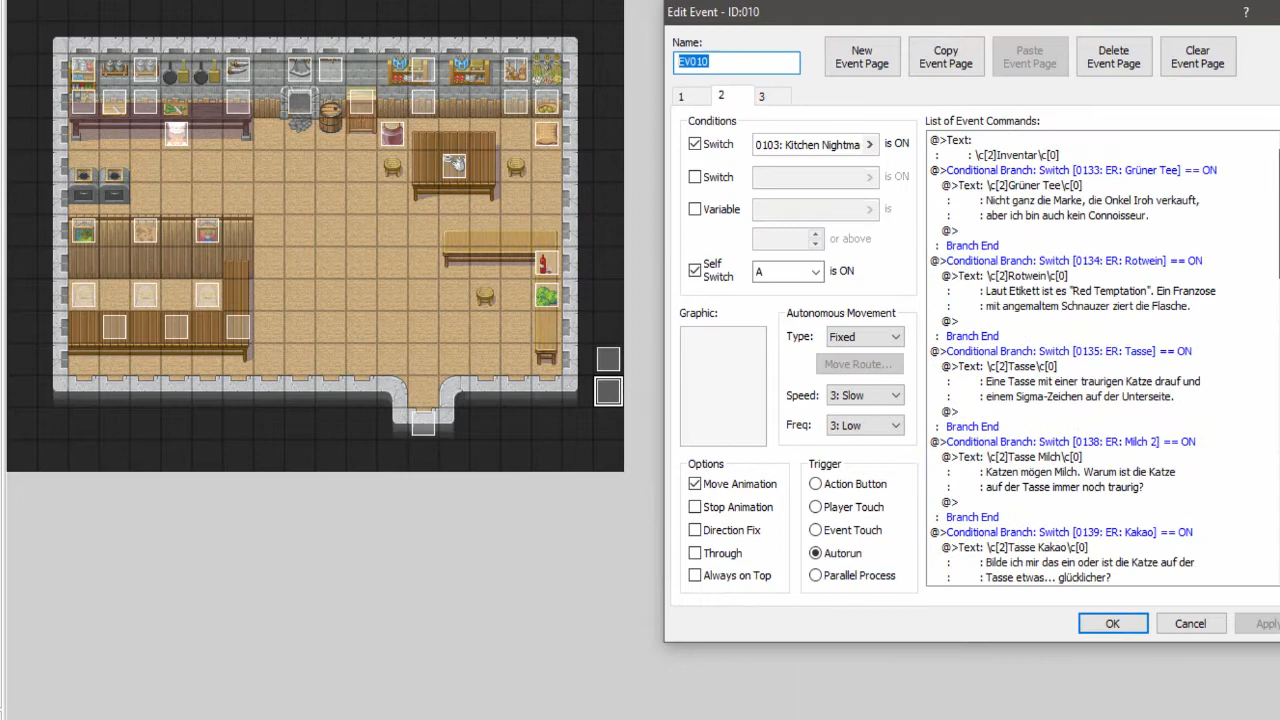 Edit Event - ID:010
?
Name:
EV010
New
Event Page
Copy
Event Page
Paste
Event Page
Delete
Event Page
Clear
Event Page
1
2
3
Conditions
Switch
0103: Kitchen Nightma
is ON
Switch
is ON
Variable
is
or above
Self
Switch
A
is ON
Graphic:
Autonomous Movement
Type:
Fixed
Move Route...
Speed:
3: Slow
Freq:
3: Low
Options
Move Animation
Stop Animation
Direction Fix
Through
Always on Top
Trigger
Action Button
Player Touch
Event Touch
Autorun
Parallel Process
List of Event Commands:
@>Text:
: : \c[2]Inventar\c[0]
@>Conditional Branch: Switch [0133: ER: Grüner Tee] == ON
@>Text: \c[2]Grüner Tee\c[0]
: : Nicht ganz die Marke, die Onkel Iroh verkauft,
: : aber ich bin auch kein Connoisseur.
@>
: Branch End
@>Conditional Branch: Switch [0134: ER: Rotwein] == ON
@>Text: \c[2]Rotwein\c[0]
: : Laut Etikett ist es "Red Temptation". Ein Franzose
: : mit angemaltem Schnauzer ziert die Flasche.
@>
: Branch End
@>Conditional Branch: Switch [0135: ER: Tasse] == ON
@>Text: \c[2]Tasse\c[0]
: : Eine Tasse mit einer traurigen Katze drauf und
: : einem Sigma-Zeichen auf der Unterseite.
@>
: Branch End
@>Conditional Branch: Switch [0138: ER: Milch 2] == ON
@>Text: \c[2]Tasse Milch\c[0]
: : Katzen mögen Milch. Warum ist die Katze
: : auf der Tasse immer noch traurig?
@>
: Branch End
@>Conditional Branch: Switch [0139: ER: Kakao] == ON
@>Text: \c[2]Tasse Kakao\c[0]
: : Bilde ich mir das ein oder ist die Katze auf der
: : Tasse etwas... glücklicher?
OK
Cancel
Apply